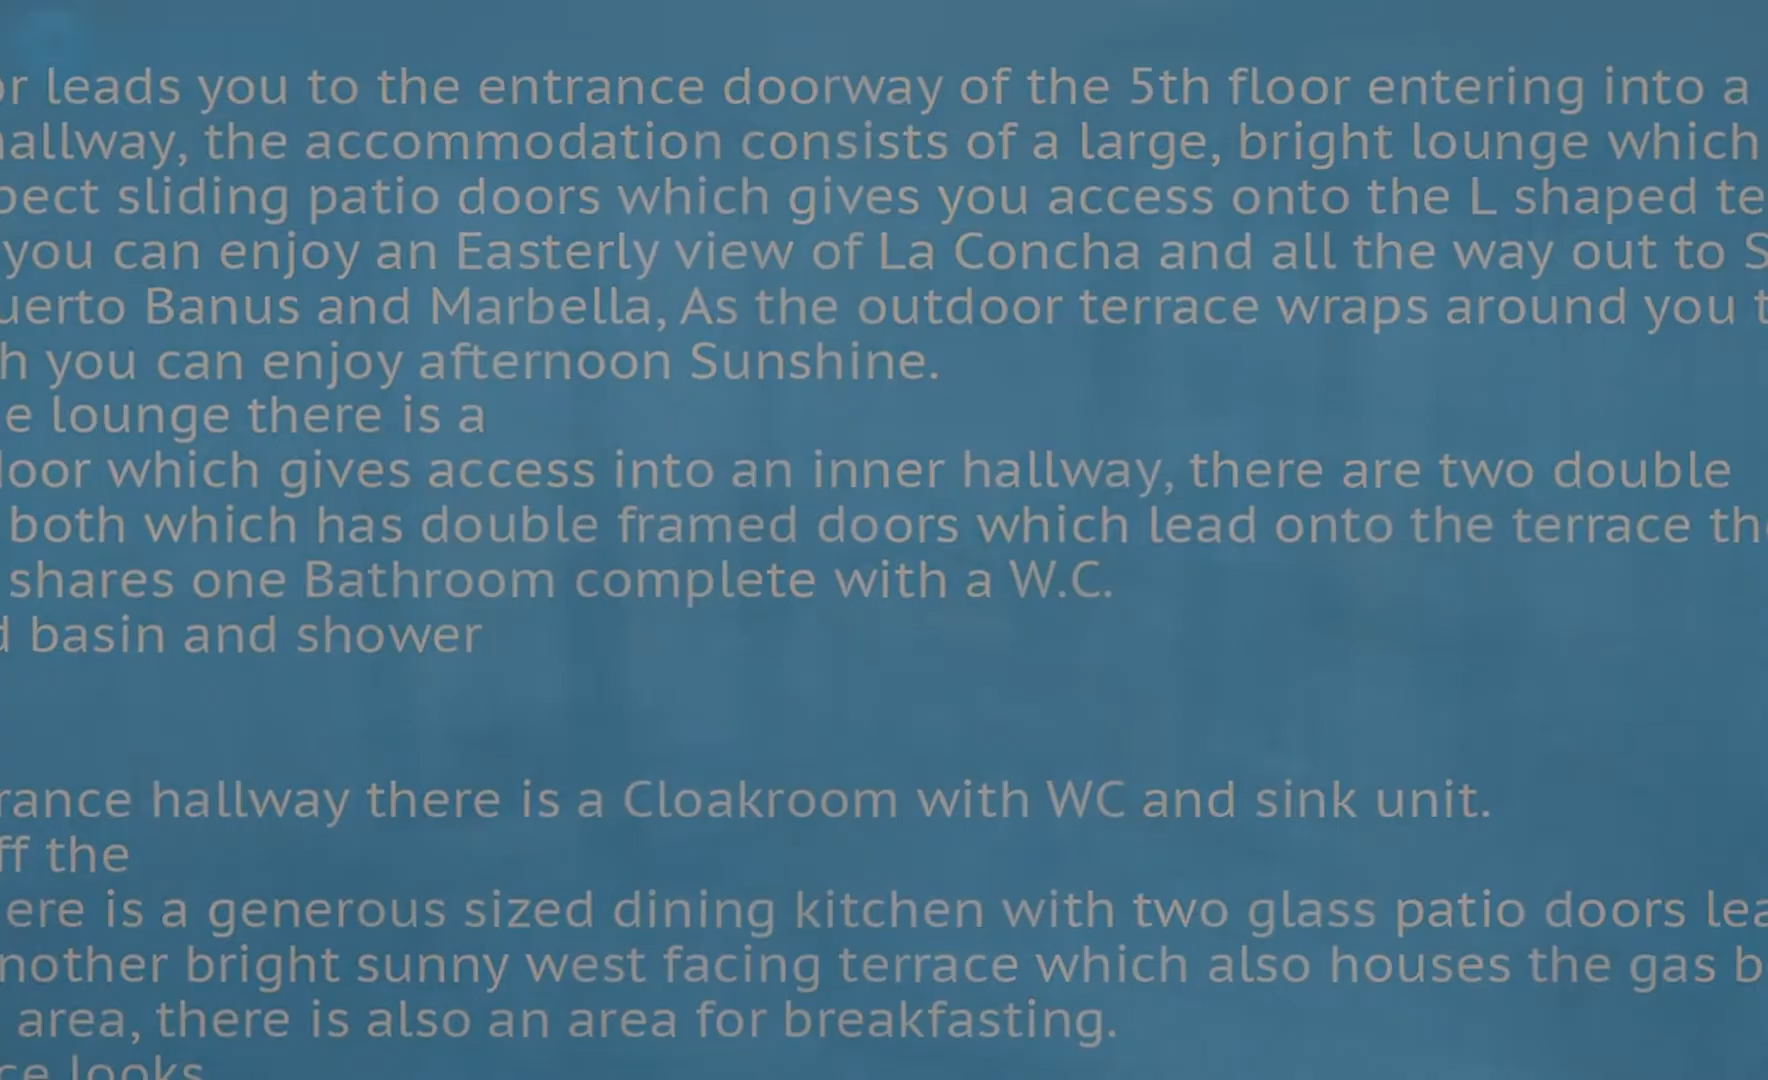 or leads you to the entrance doorway of the 5th floor entering into a
hallway, the accommodation consists of a large, bright lounge which
pect sliding patio doors which gives you access onto the L shaped te
you can enjoy an Easterly view of La Concha and all the way out to S
uerto Banus and Marbella, As the outdoor terrace wraps around you t
h you can enjoy afternoon Sunshine.
e lounge there is a
door which gives access into an inner hallway, there are two double
both which has double framed doors which lead onto the terrace the
shares one Bathroom complete with a W.C.
d basin and shower
rance hallway there is a Cloakroom with WC and sink unit.
ff the
ere is a generous sized dining kitchen with two glass patio doors lea
nother bright sunny west facing terrace which also houses the gas b
area, there is also an area for breakfasting.
ce looks